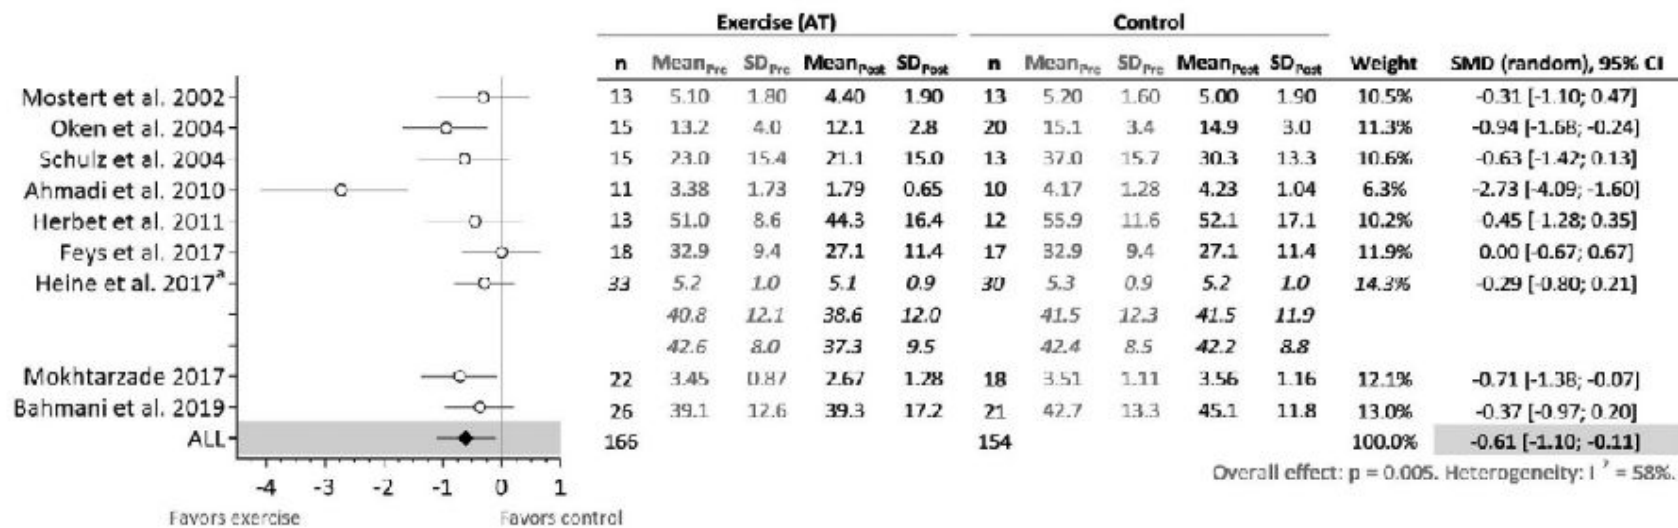 Exercise (AT) Control
n Mean_Pre SD_Pre Mean_Post SD_Post n Mean_Pre SD_Pre Mean_Post SD_Post Weight SMD (random), 95% CI
Mostert et al. 2002 13 5.10 1.80 4.40 1.90 13 5.20 1.60 5.00 1.90 10.5% -0.31 [-1.10; 0.47]
Oken et al. 2004 15 13.2 4.0 12.1 2.8 20 15.1 3.4 14.9 3.0 11.3% -0.94 [-1.68; -0.24]
Schulz et al. 2004 15 23.0 15.4 21.1 15.0 13 37.0 15.7 30.3 13.3 10.6% -0.63 [-1.42; 0.13]
Ahmadi et al. 2010 11 3.38 1.73 1.79 0.65 10 4.17 1.28 4.23 1.04 6.3% -2.73 [-4.09; -1.60]
Herbet et al. 2011 13 51.0 8.6 44.3 16.4 12 55.9 11.6 52.1 17.1 10.2% -0.45 [-1.28; 0.35]
Feys et al. 2017 18 32.9 9.4 27.1 11.4 17 32.9 9.4 27.1 11.4 11.9% 0.00 [-0.67; 0.67]
Heine et al. 2017ᵃ 33 5.2 1.0 5.1 0.9 30 5.3 0.9 5.2 1.0 14.3% -0.29 [-0.80; 0.21]
40.8 12.1 38.6 12.0 41.5 12.3 41.5 11.9
42.6 8.0 37.3 9.5 42.4 8.5 42.2 8.8
Mokhtarzade 2017 22 3.45 0.87 2.67 1.28 18 3.51 1.11 3.56 1.16 12.1% -0.71 [-1.38; -0.07]
Bahmani et al. 2019 26 39.1 12.6 39.3 17.2 21 42.7 13.3 45.1 11.8 13.0% -0.37 [-0.97; 0.20]
ALL 166 154 100.0% -0.61 [-1.10; -0.11]
Overall effect: p = 0.005. Heterogeneity: I² = 58%.
-4 -3 -2 -1 0 1
Favors exercise Favors control